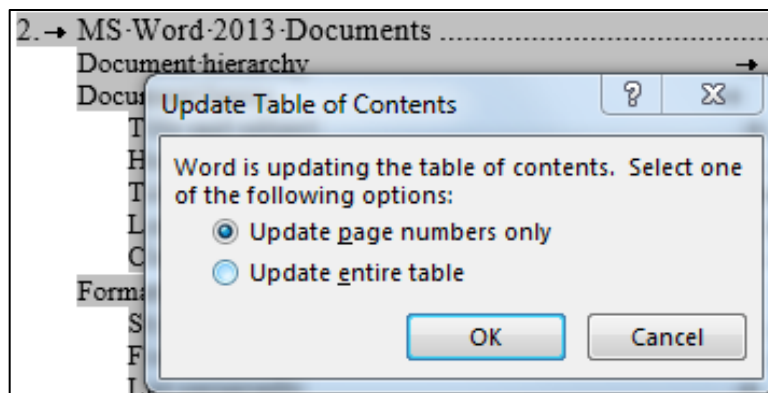 2.→ MS·Word·2013·Documents ........................................
Document·hierarchy →
Update Table of Contents
Word is updating the table of contents. Select one
of the following options:
Update page numbers only
Update entire table
OK Cancel